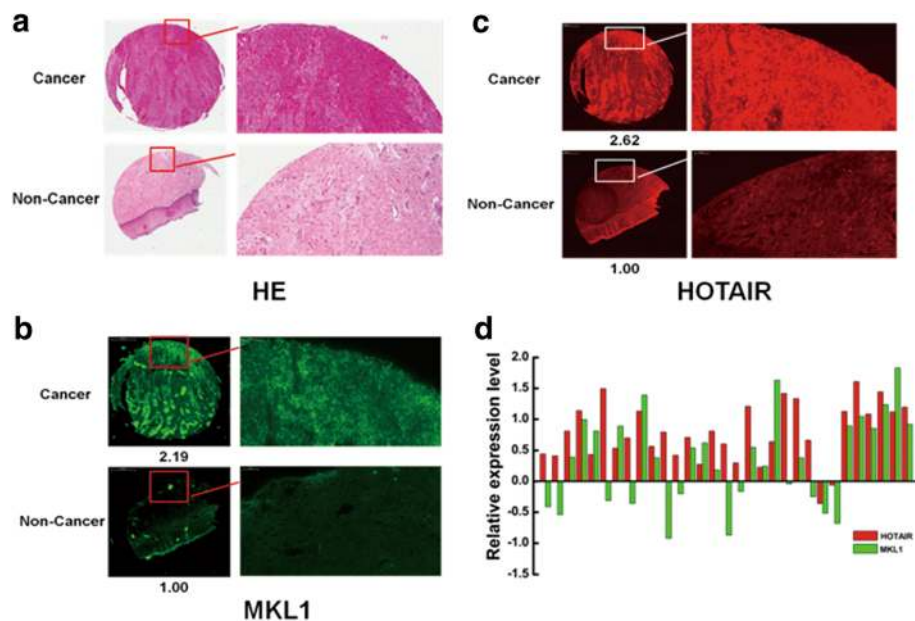 a
Cancer
Non-Cancer
HE
b
Cancer
2.19
Non-Cancer
1.00
MKL1
c
Cancer
2.62
Non-Cancer
1.00
HOTAIR
d
Relative expression level
2.0
1.5
1.0
0.5
0.0
-0.5
-1.0
-1.5
HOTAIR
MKL1